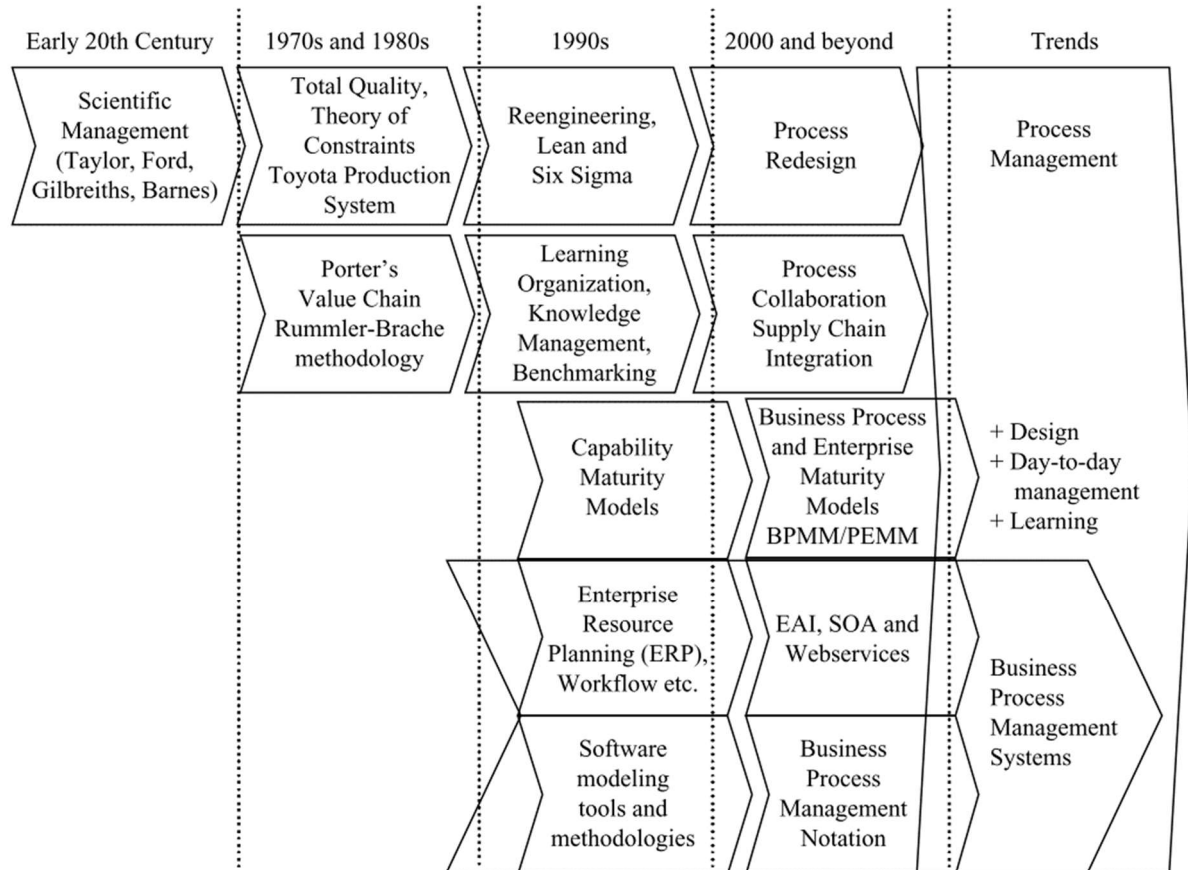 Early 20th Century
1970s and 1980s
1990s
2000 and beyond
Trends
Scientific
Management
(Taylor, Ford,
Gilbreiths, Barnes)
Total Quality,
Theory of
Constraints
Toyota Production
System
Reengineering,
Lean and
Six Sigma
Process
Redesign
Process
Management
Porter’s
Value Chain
Rummler-Brache
methodology
Learning
Organization,
Knowledge
Management,
Benchmarking
Process
Collaboration
Supply Chain
Integration
Capability
Maturity
Models
Business Process
and Enterprise
Maturity
Models
BPMM/PEMM
+ Design
+ Day-to-day
management
+ Learning
Enterprise
Resource
Planning (ERP),
Workflow etc.
EAI, SOA and
Webservices
Business
Process
Management
Systems
Software
modeling
tools and
methodologies
Business
Process
Management
Notation